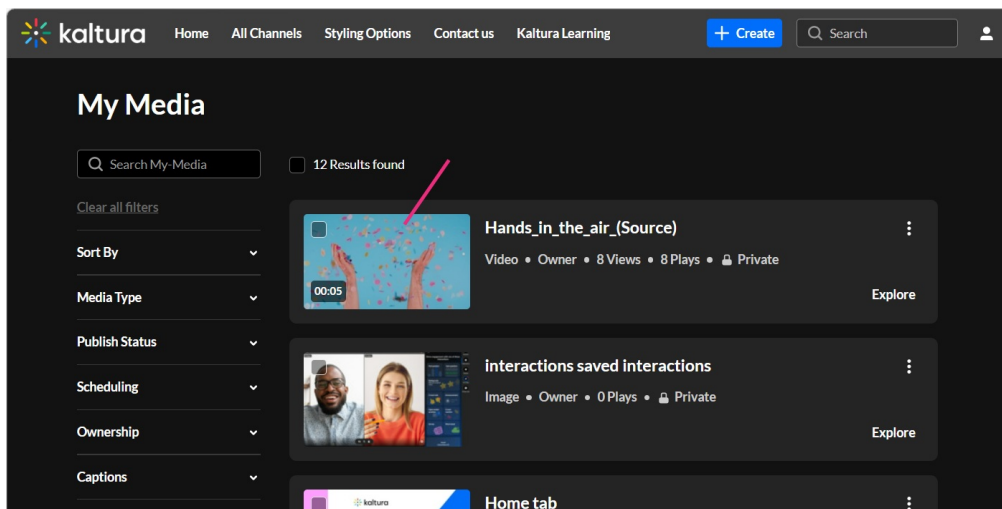 kaltura
Home All Channels Styling Options Contact us Kaltura Learning + Create Search
My Media
Search My-Media
12 Results found
Clear all filters
Sort By
Media Type
Publish Status
Scheduling
Ownership
Captions
Hands_in_the_air_(Source)
Video • Owner • 8 Views • 8 Plays • Private
00:05
Explore
interactions saved interactions
Image • Owner • 0 Plays • Private
Explore
kaltura
Home tab